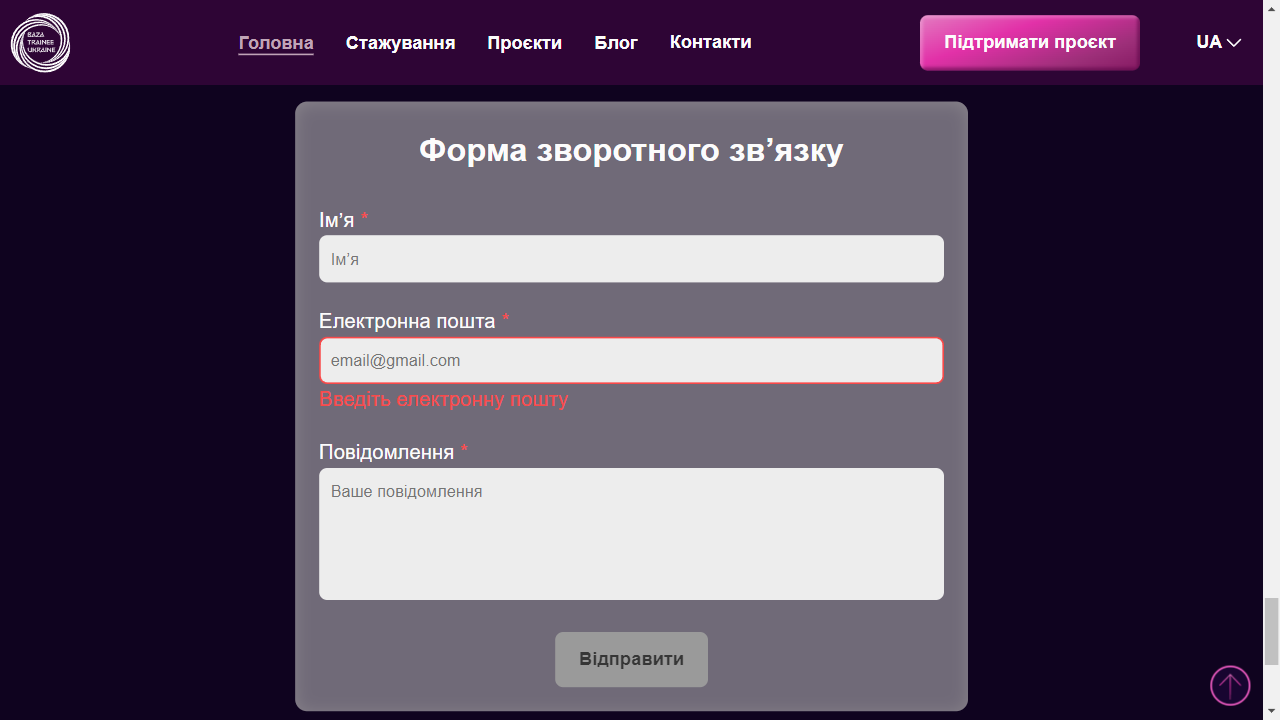 BAZA
TRAINEE
UKRAINE
Головна
Стажування
Проєкти
Блог
Контакти
Підтримати проєкт
UA
Форма зворотного зв’язку
Ім’я *
Ім’я
Електронна пошта *
email@gmail.com
Введіть електронну пошту
Повідомлення *
Ваше повідомлення
Відправити